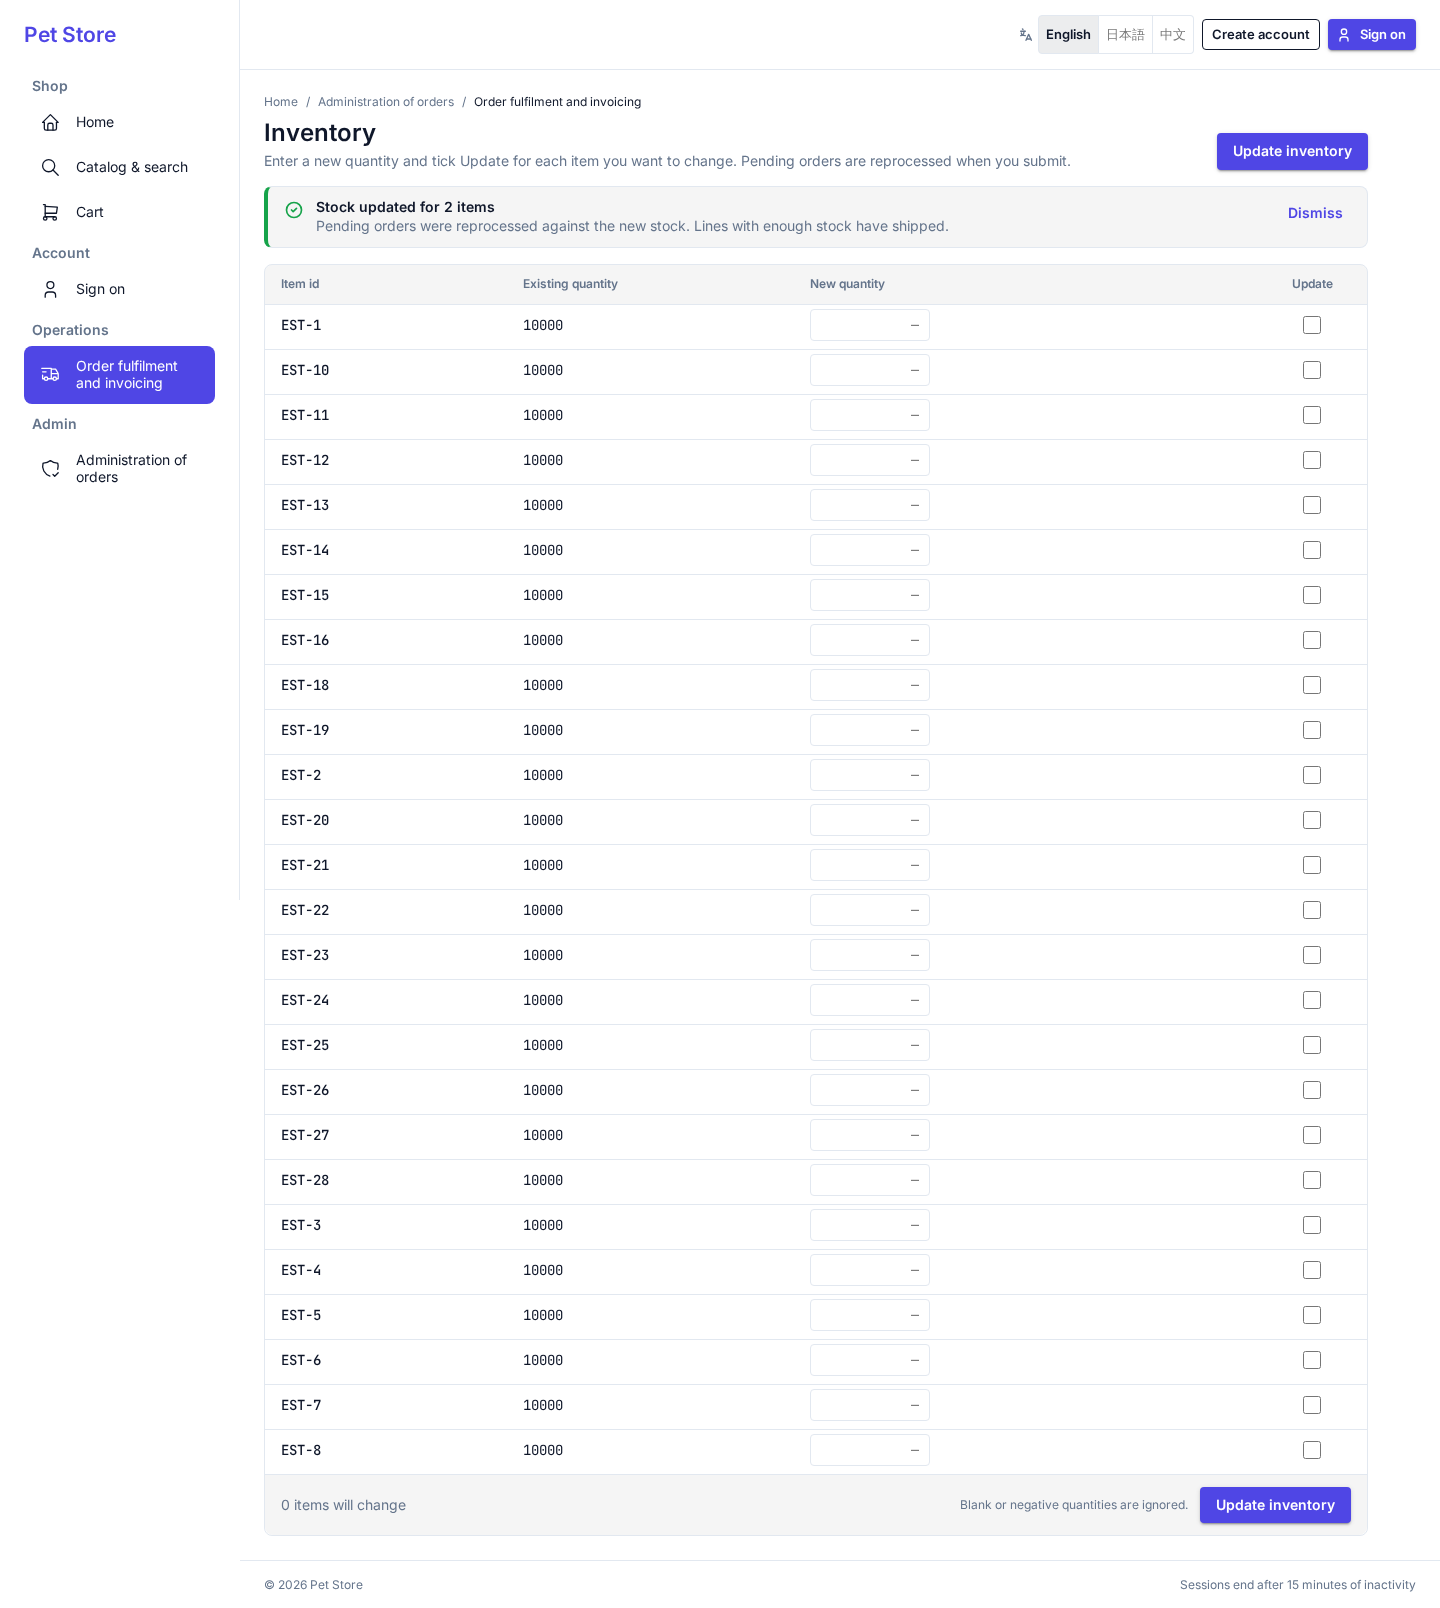 Pet Store
English
日本語
中文
Create account
Sign on
Shop
Home
Catalog & search
Cart
Account
Sign on
Operations
Order fulfilment
and invoicing
Admin
Administration of
orders
Home / Administration of orders / Order fulfilment and invoicing
Inventory
Enter a new quantity and tick Update for each item you want to change. Pending orders are reprocessed when you submit.
Update inventory
Stock updated for 2 items
Pending orders were reprocessed against the new stock. Lines with enough stock have shipped.
Dismiss
Item id Existing quantity New quantity Update
EST-1 10000 –
EST-10 10000 –
EST-11 10000 –
EST-12 10000 –
EST-13 10000 –
EST-14 10000 –
EST-15 10000 –
EST-16 10000 –
EST-18 10000 –
EST-19 10000 –
EST-2 10000 –
EST-20 10000 –
EST-21 10000 –
EST-22 10000 –
EST-23 10000 –
EST-24 10000 –
EST-25 10000 –
EST-26 10000 –
EST-27 10000 –
EST-28 10000 –
EST-3 10000 –
EST-4 10000 –
EST-5 10000 –
EST-6 10000 –
EST-7 10000 –
EST-8 10000 –
0 items will change
Blank or negative quantities are ignored.
Update inventory
© 2026 Pet Store
Sessions end after 15 minutes of inactivity